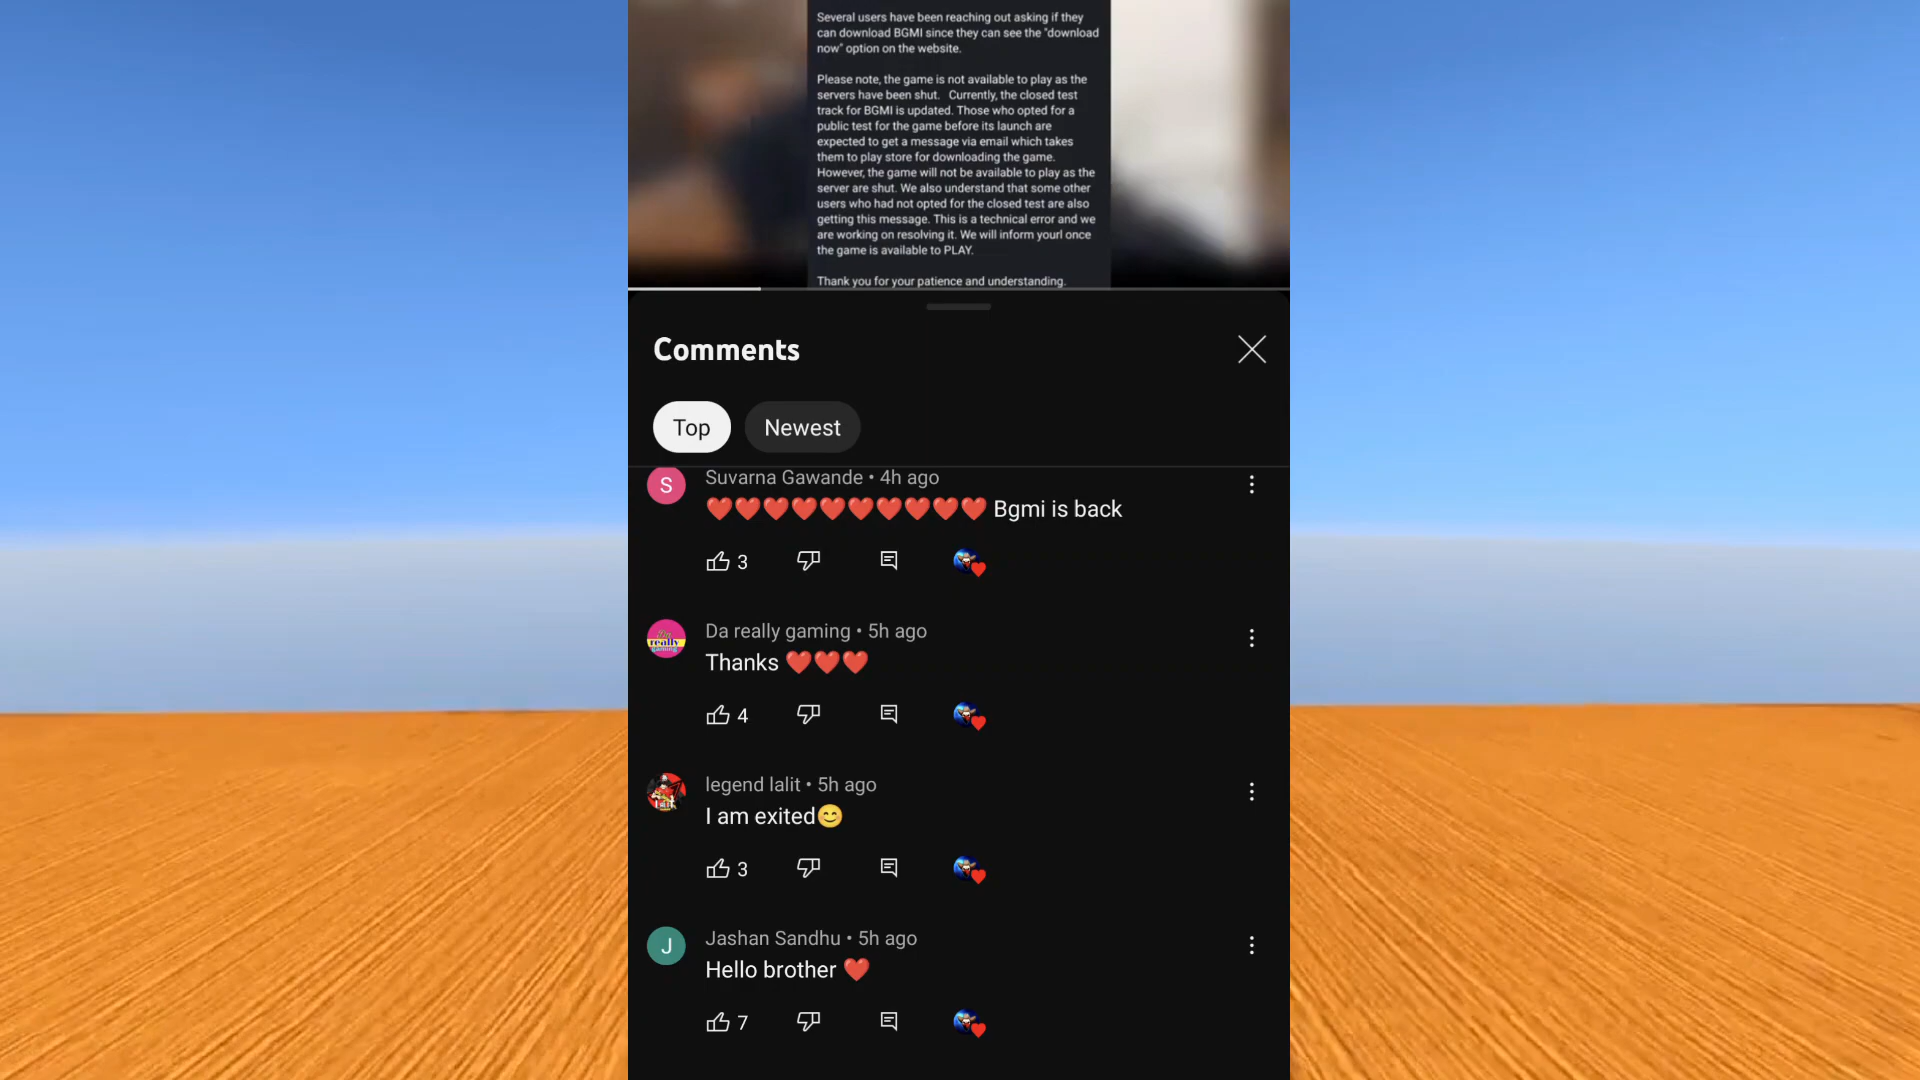 Several users have been reaching out asking if they
can download BGMI since they can see the "download
now" option on the website.
Please note, the game is not available to play as the
servers have been shut. Currently, the closed test
track for BGMI is updated. Those who opted for a
public test for the game before its launch are
expected to get a message via email which takes
them to play store for downloading the game.
However, the game will not be available to play as the
server are shut. We also understand that some other
users who had not opted for the closed test are also
getting this message. This is a technical error and we
are working on resolving it. We will inform yourl once
the game is available to PLAY.
Thank you for your patience and understanding.
Comments
Top Newest
S Suvarna Gawande • 4h ago
❤️❤️❤️❤️❤️❤️❤️❤️❤️❤️ Bgmi is back
3
really Da really gaming • 5h ago
Thanks ❤️❤️❤️
4
legend lalit • 5h ago
I am exited😊
3
J Jashan Sandhu • 5h ago
Hello brother ❤️
7